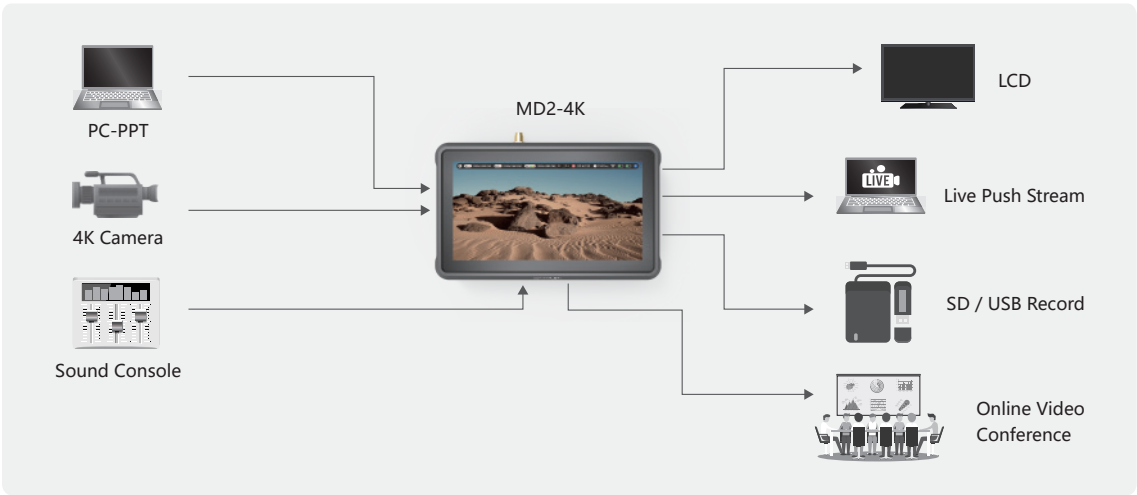 MD2-4K
PC-PPT
4K Camera
Sound Console
LCD
LIVE
Live Push Stream
SD / USB Record
Online Video
Conference